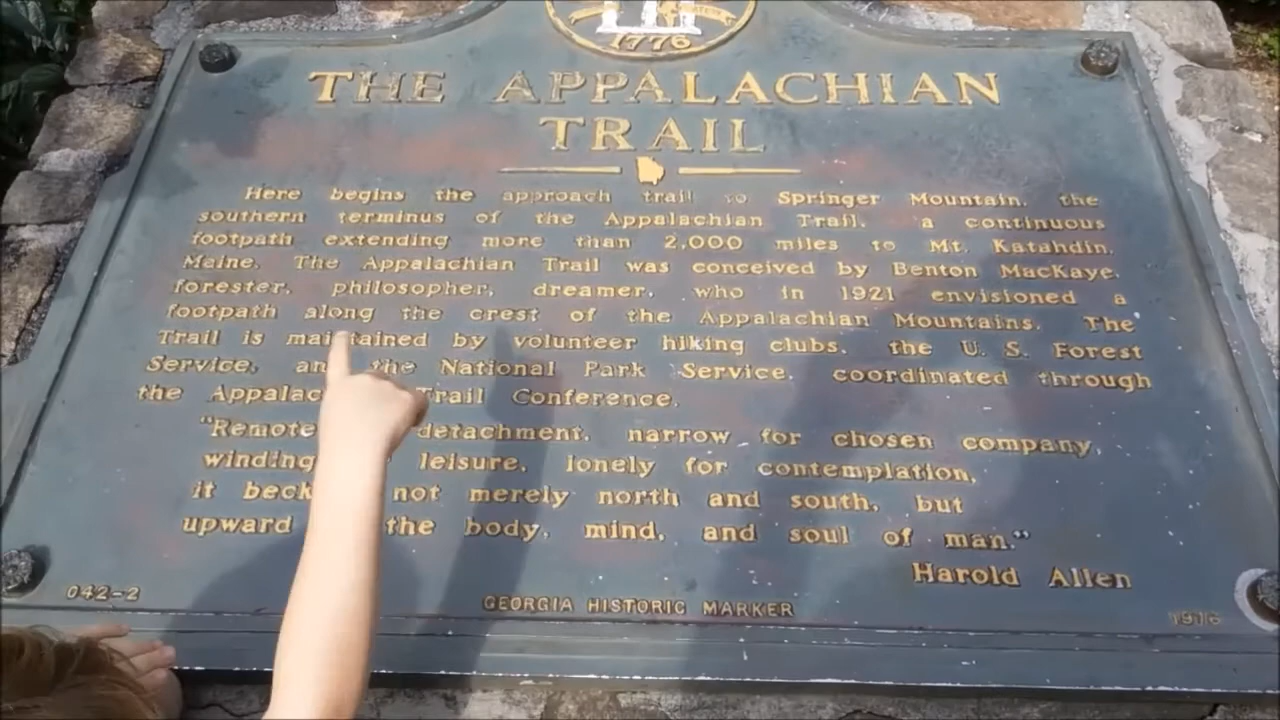 1776
THE APPALACHIAN
TRAIL
Here begins the approach trail to Springer Mountain, the
southern terminus of the Appalachian Trail, a continuous
footpath extending more than 2,000 miles to Mt. Katahdin,
Maine. The Appalachian Trail was conceived by Benton MacKaye,
forester, philosopher, dreamer, who in 1921 envisioned a
footpath along the crest of the Appalachian Mountains. The
Trail is maintained by volunteer hiking clubs, the U. S. Forest
Service, and the National Park Service, coordinated through
the Appalac Trail Conference.
"Remote detachment, narrow for chosen company,
winding leisure, lonely for contemplation,
it beck not merely north and south, but
upward the body, mind, and soul of man."
Harold Allen
042-2
GEORGIA HISTORIC MARKER
1976